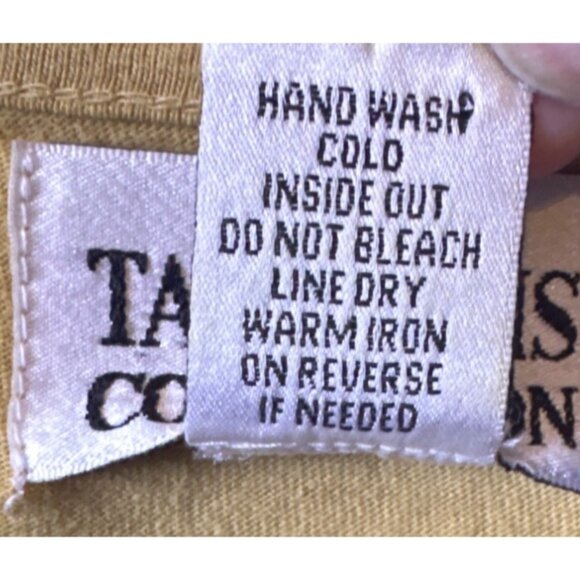 HAND WASH
COLD
INSIDE OUT
DO NOT BLEACH
LINE DRY
WARM IRON
ON REVERSE
IF NEEDED